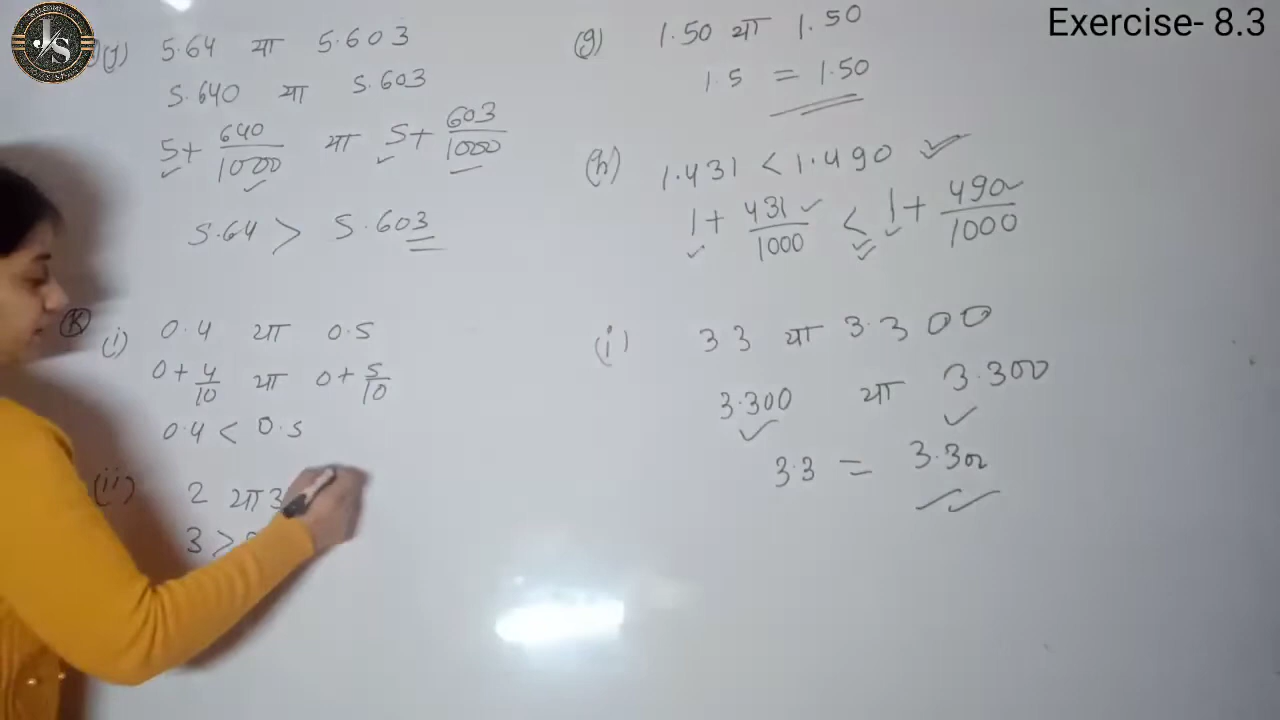 Exercise- 8.3
WELCOME
J/S
(j) 5.64 या 5.603
5.640 या 5.603
5+ 640/1000 या 5+ 603/1000
5.64 > 5.603
(K) (i) 0.4 या 0.5
0+ 4/10 या 0+ 5/10
0.4 < 0.5
(ii) 2 या 3
3 >
(g) 1.50 या 1.50
1.5 = 1.50
(h) 1.431 < 1.490
1+ 431/1000 < 1+ 490/1000
(i) 33 या 3.300
3.300 या 3.300
3.3 = 3.300